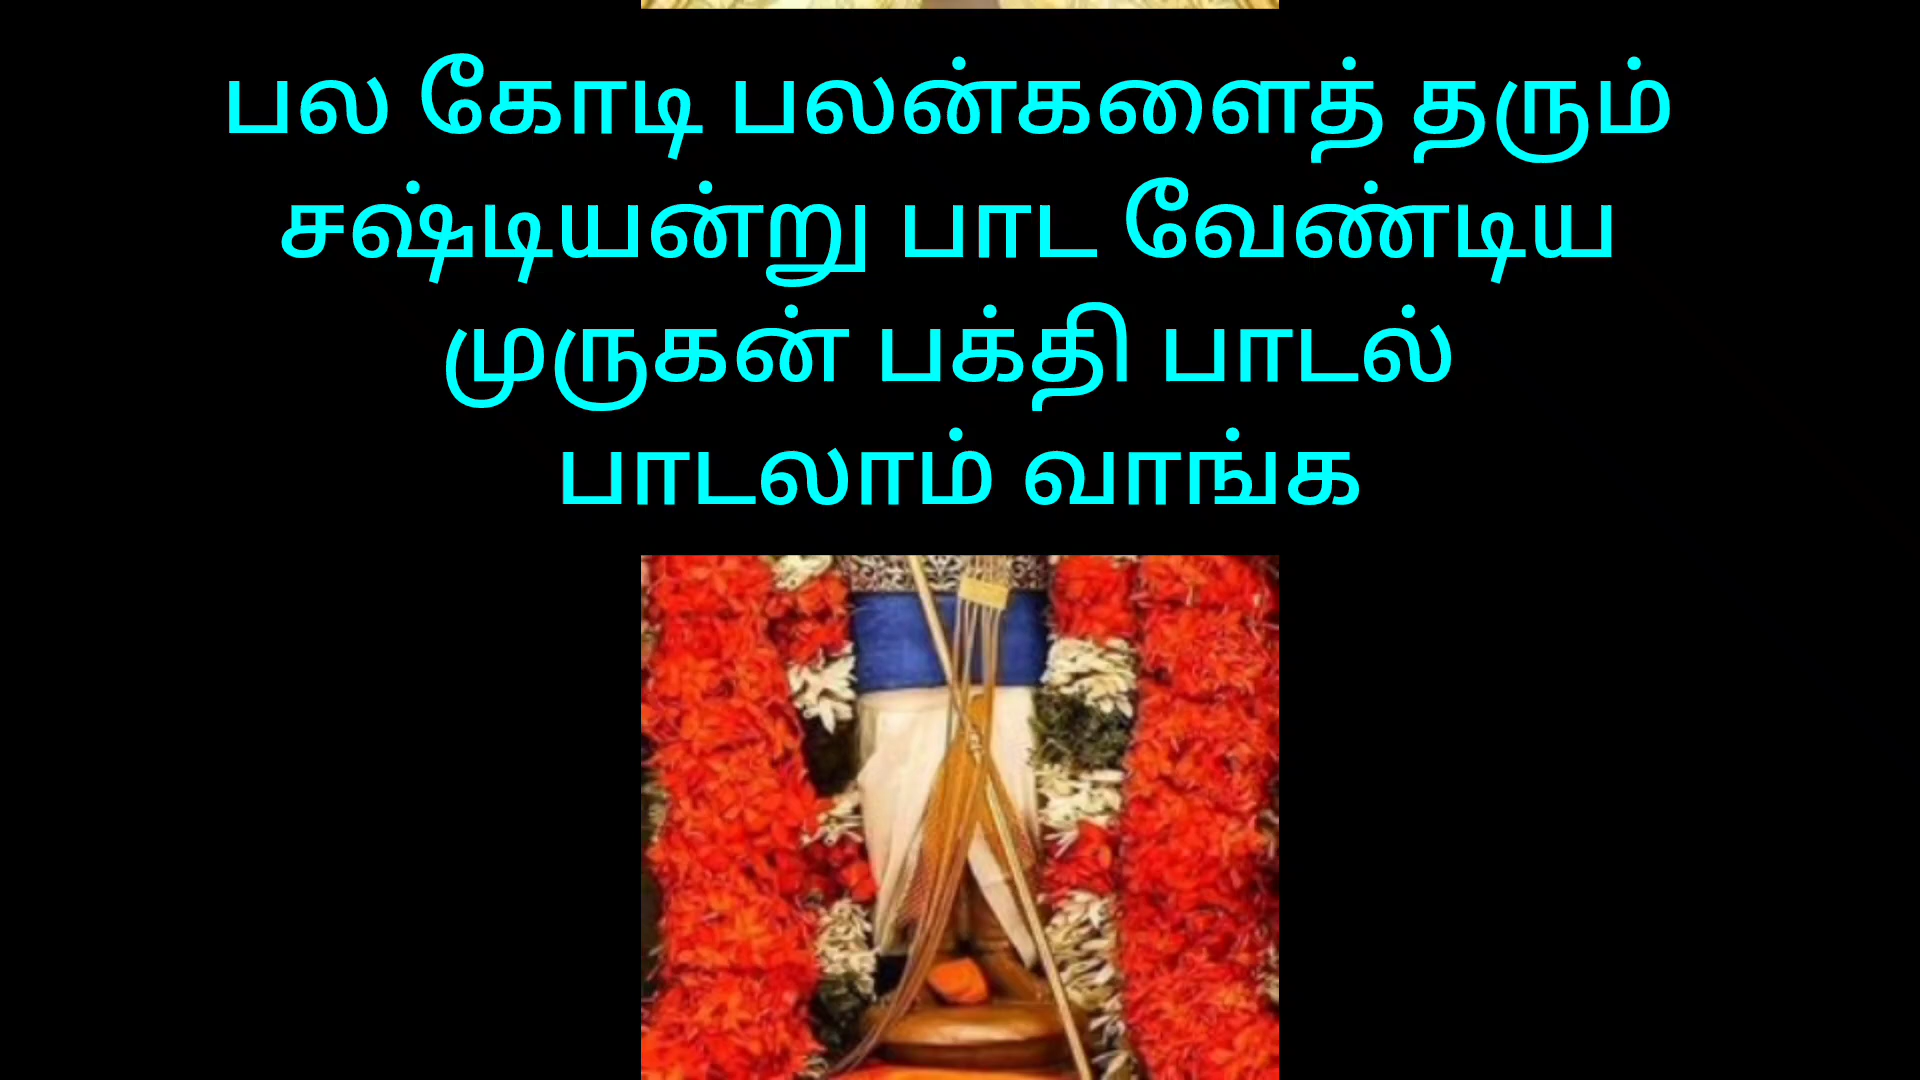 பல கோடி பலன்களைத் தரும்
சஷ்டியன்று பாட வேண்டிய
முருகன் பக்தி பாடல்
பாடலாம் வாங்க